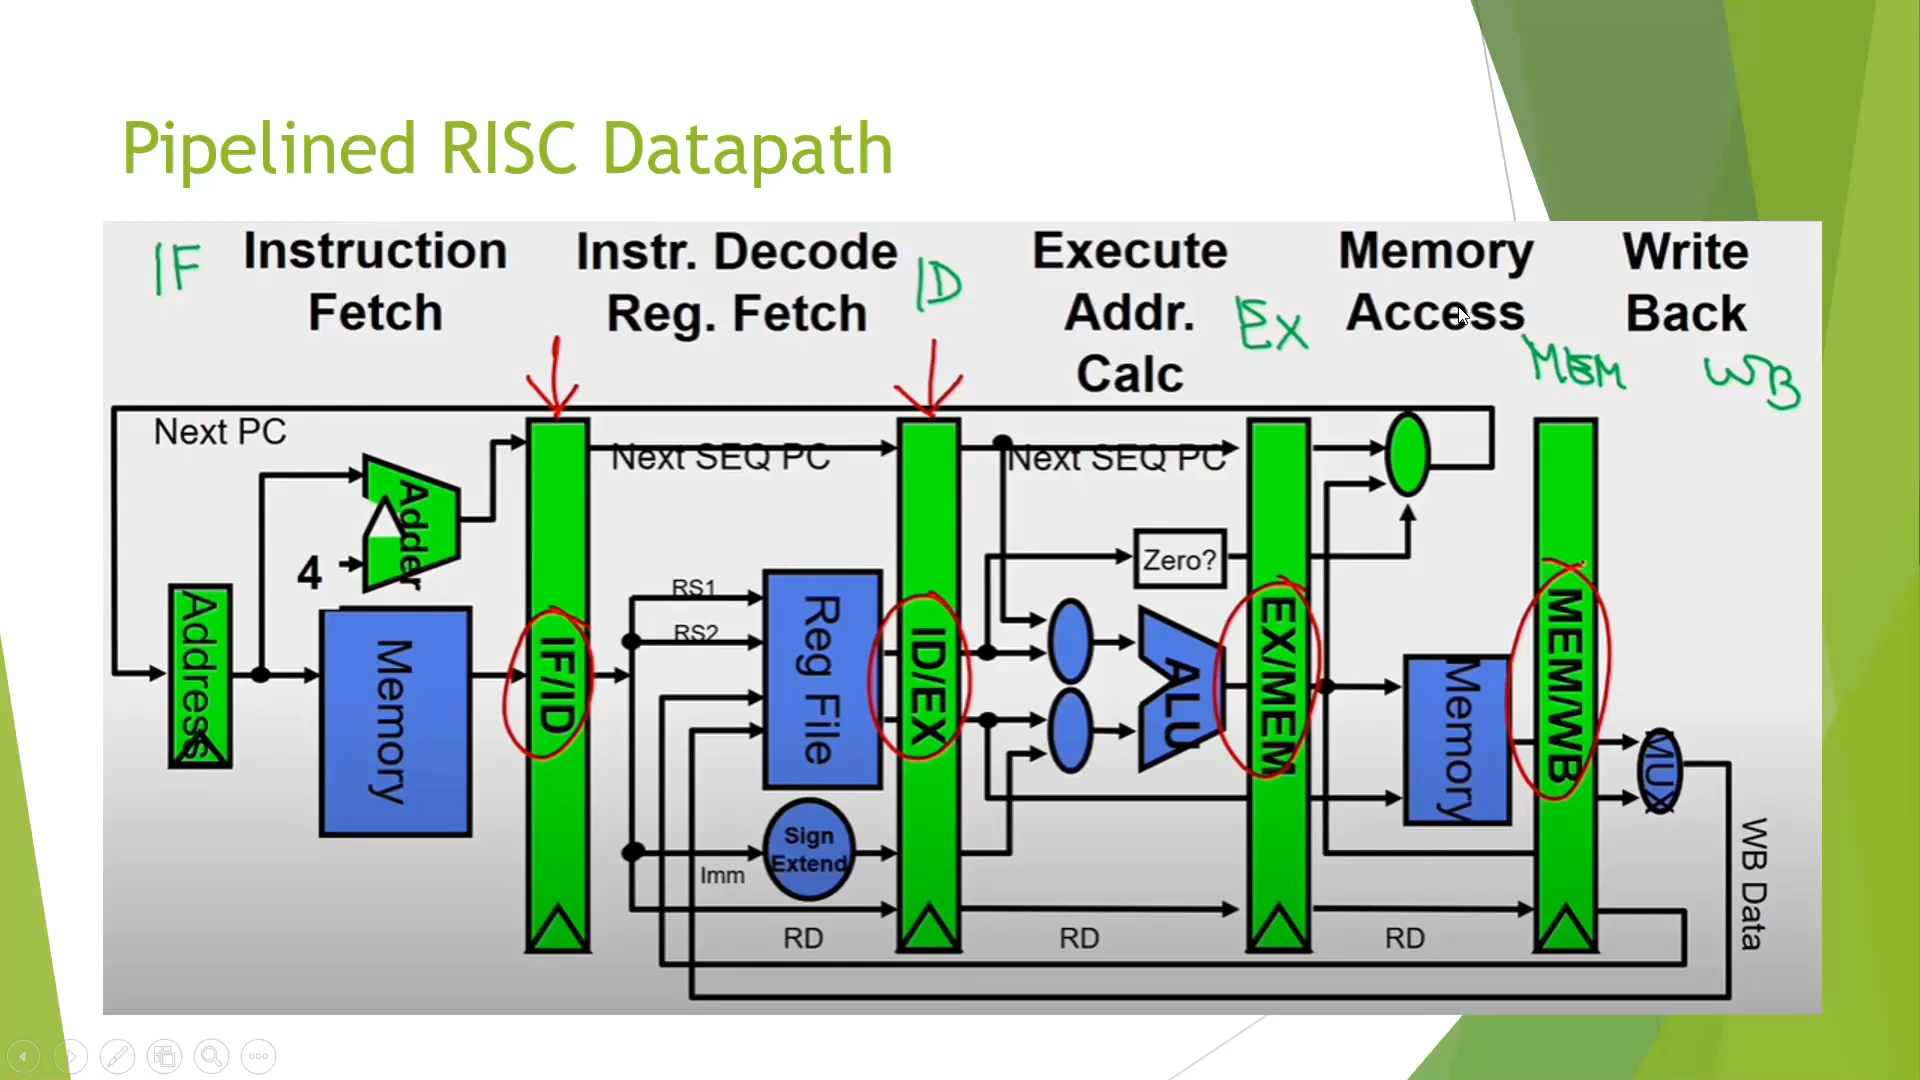 Pipelined RISC Datapath
IF
Instruction
Fetch
Instr. Decode
Reg. Fetch
ID
Execute
Addr.
Calc
EX
Memory
Access
MEM
Write
Back
WB
Next PC
Next SEQ PC
Next SEQ PC
Adder
4
Zero?
Address
Memory
IF/ID
RS1
RS2
Reg File
ID/EX
ALU
EX/MEM
Memory
MEM/WB
MUX
Sign
Extend
Imm
WB Data
RD
RD
RD